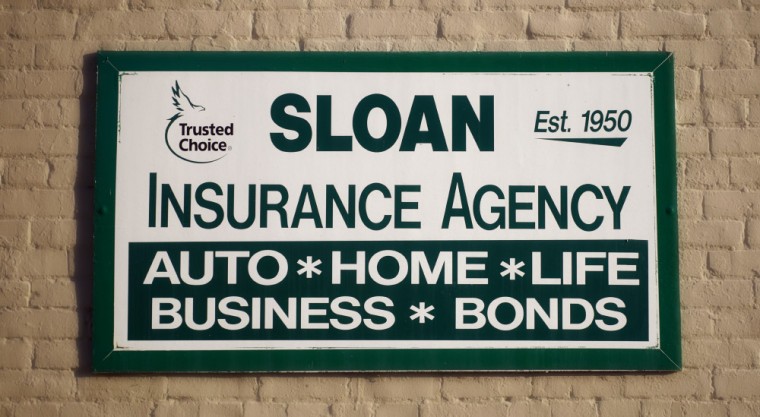 Trusted
Choice®
SLOAN
Est. 1950
INSURANCE AGENCY
AUTO * HOME * LIFE
BUSINESS * BONDS